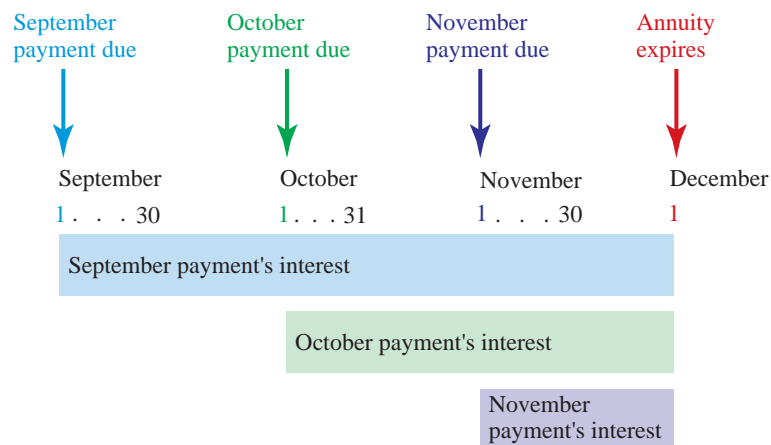 September
payment due
October
payment due
November
payment due
Annuity
expires
September
October
November
December
1 . . . 30
1 . . . 31
1 . . . 30
1
September payment's interest
October payment's interest
November
payment's interest